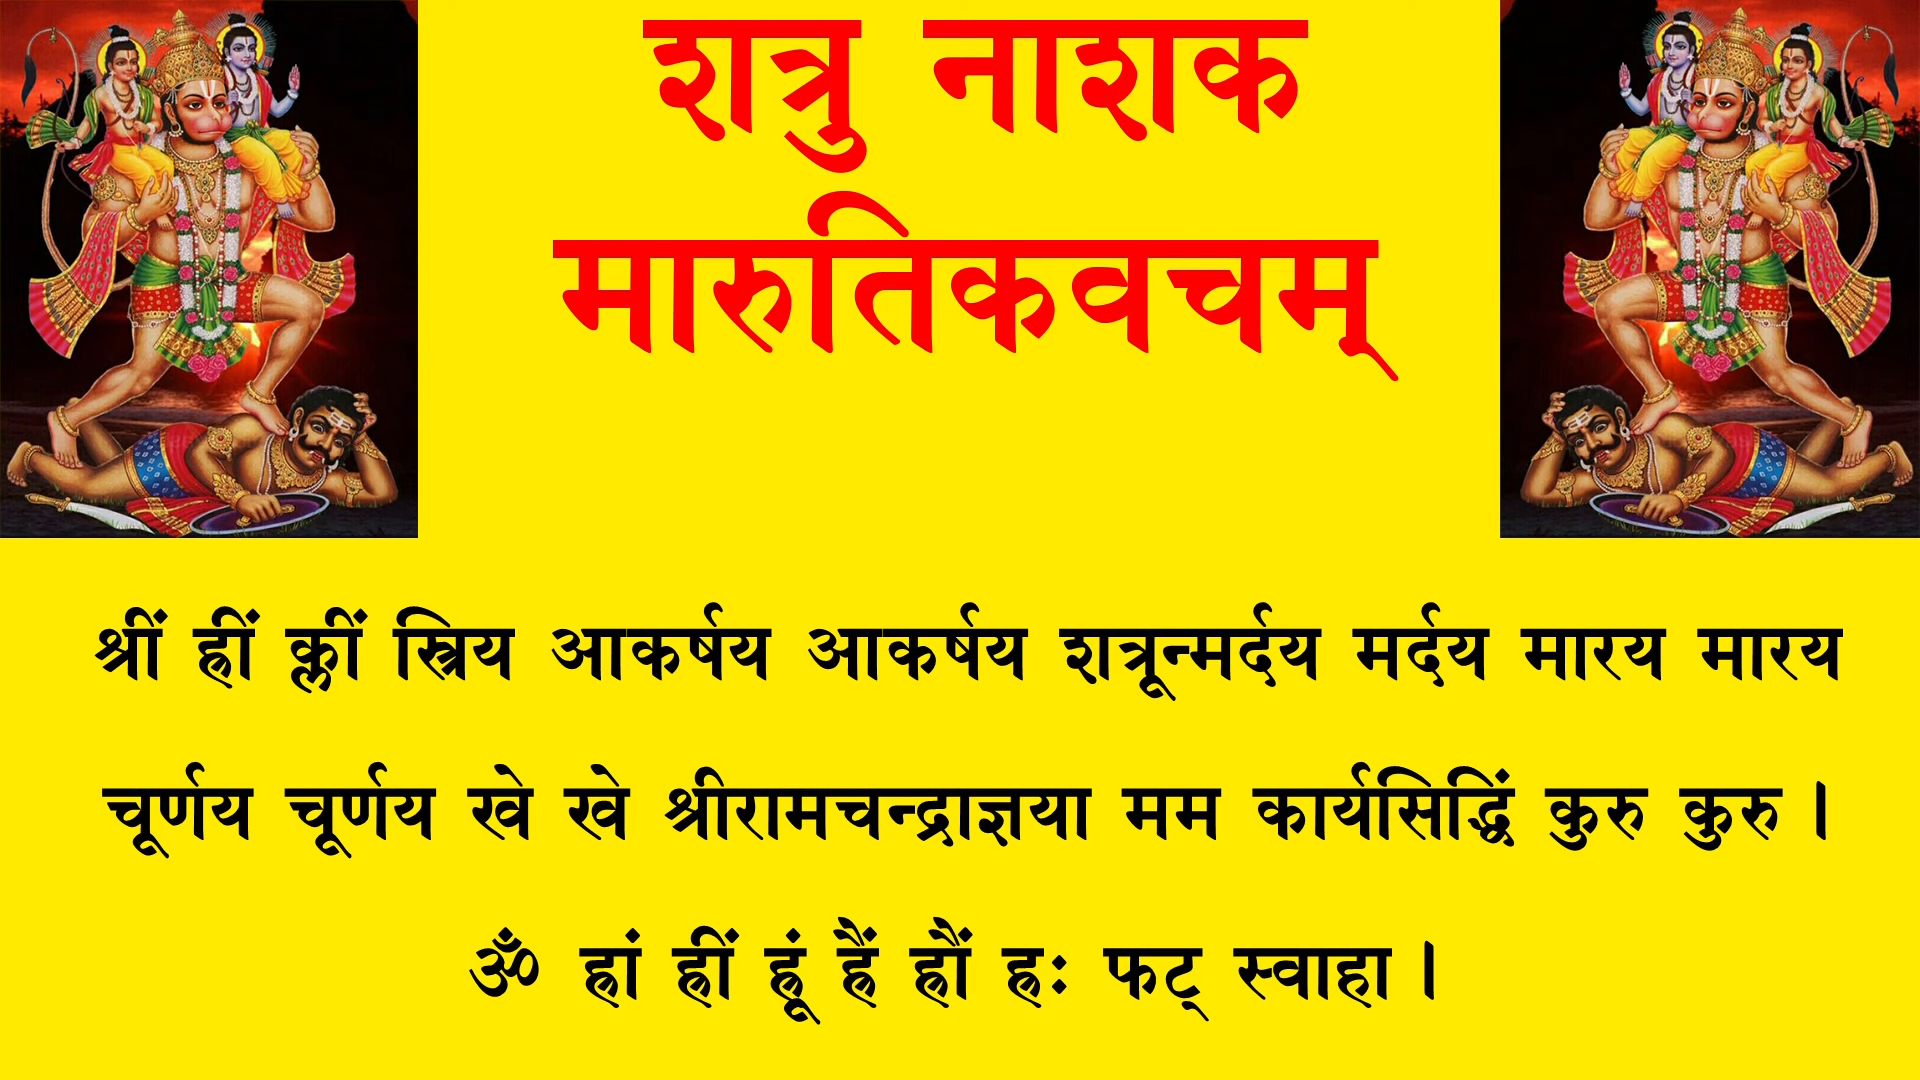 शत्रु नाशक
मारुतिकवचम्
श्रीं ह्रीं क्लीं स्त्रिय आकर्षय आकर्षय शत्रून्मर्दय मर्दय मारय मारय
चूर्णय चूर्णय खे खे श्रीरामचन्द्राज्ञया मम कार्यसिद्धिं कुरु कुरु ।
ॐ ह्रां ह्रीं ह्रूं ह्रैं ह्रौं ह्रः फट् स्वाहा ।